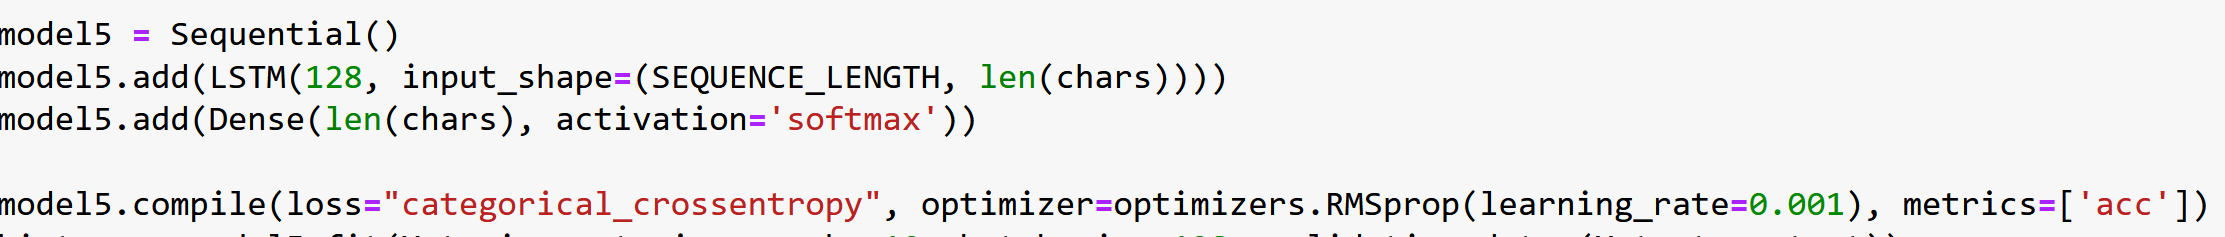 model5 = Sequential()
model5.add(LSTM(128, input_shape=(SEQUENCE_LENGTH, len(chars))))
model5.add(Dense(len(chars), activation='softmax'))
model5.compile(loss="categorical_crossentropy", optimizer=optimizers.RMSprop(learning_rate=0.001), metrics=['acc'])